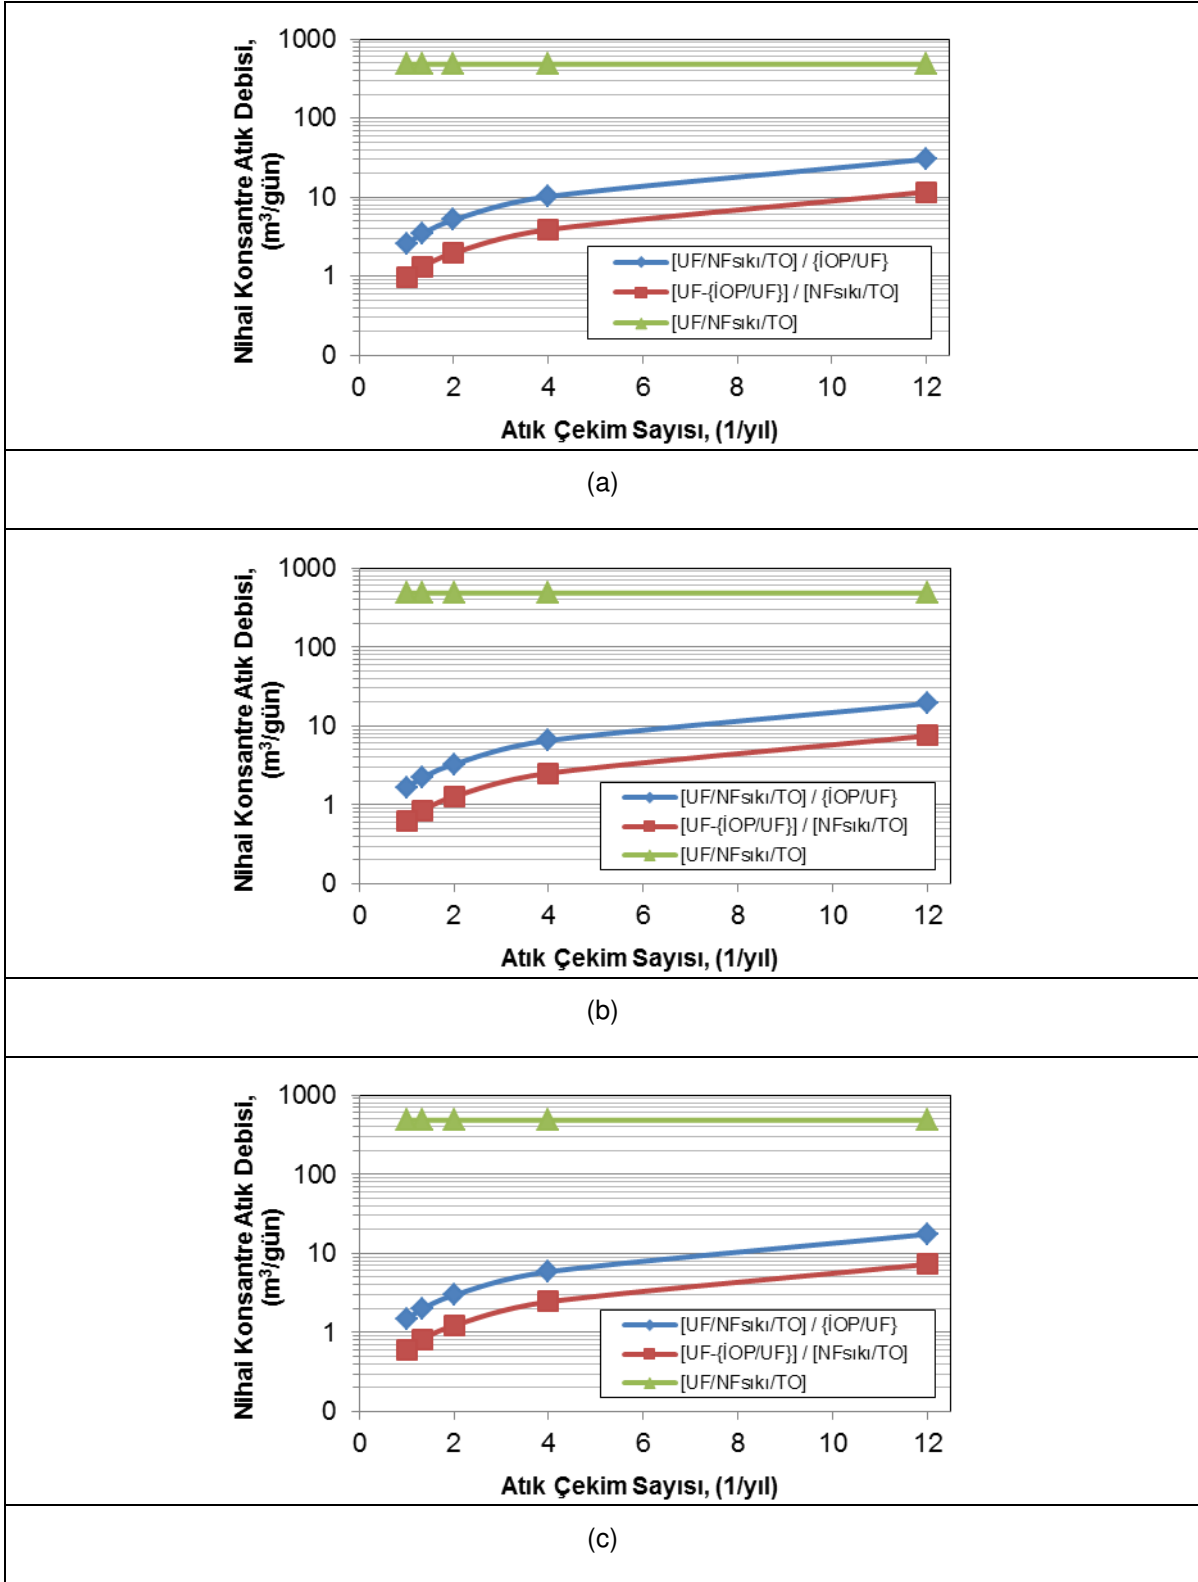 Nihai Konsantre Atık Debisi,
(m³/gün)
1000
100
10
1
0
0 2 4 6 8 10 12
[UF/NFsıkı/TO] / {İOP/UF}
[UF-{İOP/UF}] / [NFsıkı/TO]
[UF/NFsıkı/TO]
Atık Çekim Sayısı, (1/yıl)
(a)
Nihai Konsantre Atık Debisi,
(m³/gün)
1000
100
10
1
0
0 2 4 6 8 10 12
[UF/NFsıkı/TO] / {İOP/UF}
[UF-{İOP/UF}] / [NFsıkı/TO]
[UF/NFsıkı/TO]
Atık Çekim Sayısı, (1/yıl)
(b)
Nihai Konsantre Atık Debisi,
(m³/gün)
1000
100
10
1
0
0 2 4 6 8 10 12
[UF/NFsıkı/TO] / {İOP/UF}
[UF-{İOP/UF}] / [NFsıkı/TO]
[UF/NFsıkı/TO]
Atık Çekim Sayısı, (1/yıl)
(c)